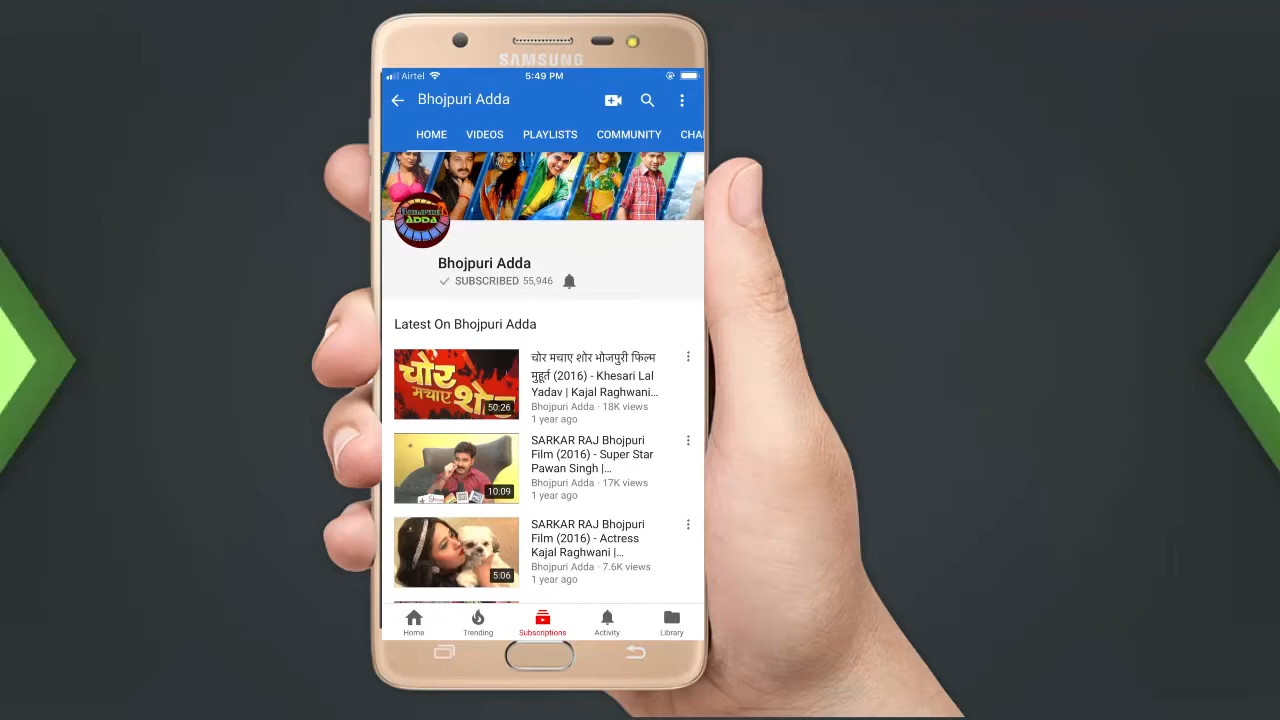 SAMSUNG
Airtel
5:49 PM
Bhojpuri Adda
HOME VIDEOS PLAYLISTS COMMUNITY CHA
BHOJPURI
ADDA
Bhojpuri Adda
SUBSCRIBED 55,946
Latest On Bhojpuri Adda
चोर
मचाए शोर
50:26
चोर मचाए शोर भोजपुरी फिल्म
मुहूर्त (2016) - Khesari Lal
Yadav | Kajal Raghwani...
Bhojpuri Adda · 18K views
1 year ago
10:09
SARKAR RAJ Bhojpuri
Film (2016) - Super Star
Pawan Singh |...
Bhojpuri Adda · 17K views
1 year ago
5:06
SARKAR RAJ Bhojpuri
Film (2016) - Actress
Kajal Raghwani |...
Bhojpuri Adda · 7.6K views
1 year ago
Home Trending Subscriptions Activity Library